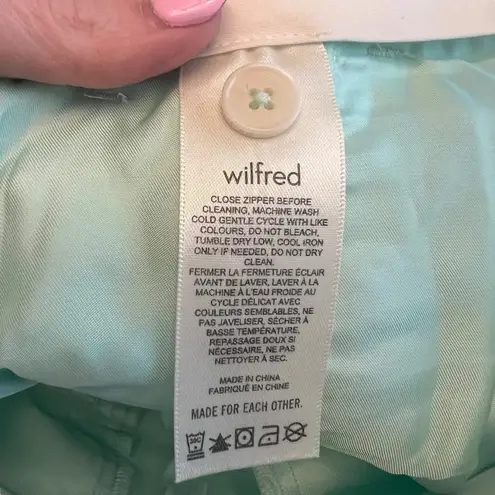 wilfred
CLOSE ZIPPER BEFORE
CLEANING, MACHINE WASH
COLD GENTLE CYCLE WITH LIKE
COLOURS, DO NOT BLEACH,
TUMBLE DRY LOW, COOL IRON
ONLY IF NEEDED, DO NOT DRY
CLEAN.
FERMER LA FERMETURE ÉCLAIR
AVANT DE LAVER, LAVER À LA
MACHINE À L'EAU FROIDE AU
CYCLE DÉLICAT AVEC
COULEURS SEMBLABLES, NE
PAS JAVELISER, SÉCHER À
BASSE TEMPÉRATURE,
REPASSAGE DOUX SI
NÉCESSAIRE, NE PAS
NETTOYER À SEC.
MADE IN CHINA
FABRIQUÉ EN CHINE
MADE FOR EACH OTHER.
30C